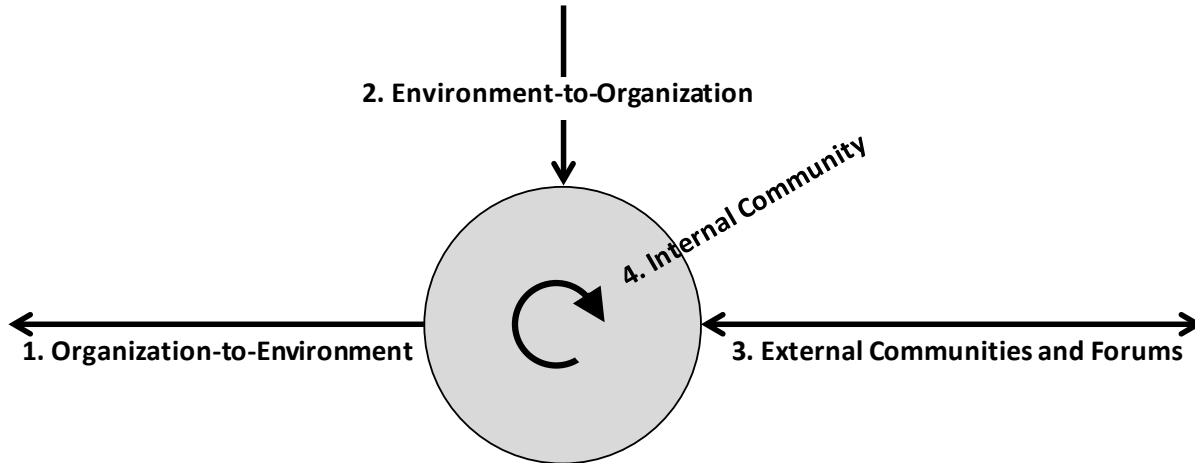 2. Environment-to-Organization
4. Internal Community
1. Organization-to-Environment
3. External Communities and Forums